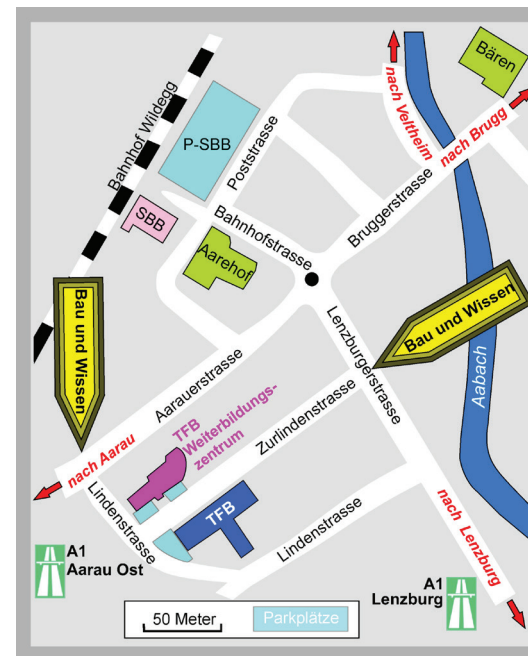 Bären
nach Veltheim
nach Brugg
Bahnhof Wildegg
P-SBB
Poststrasse
SBB
Bahnhofstrasse
Bruggerstrasse
Aarehof
Bau und Wissen
Bau und Wissen
Lenzburgerstrasse
Aabach
Aarauerstrasse
TFB
Weiterbildungs-
zentrum
Zurlindenstrasse
nach Aarau
Lindenstrasse
TFB
Lindenstrasse
nach Lenzburg
A1
Aarau Ost
A1
Lenzburg
50 Meter
Parkplätze